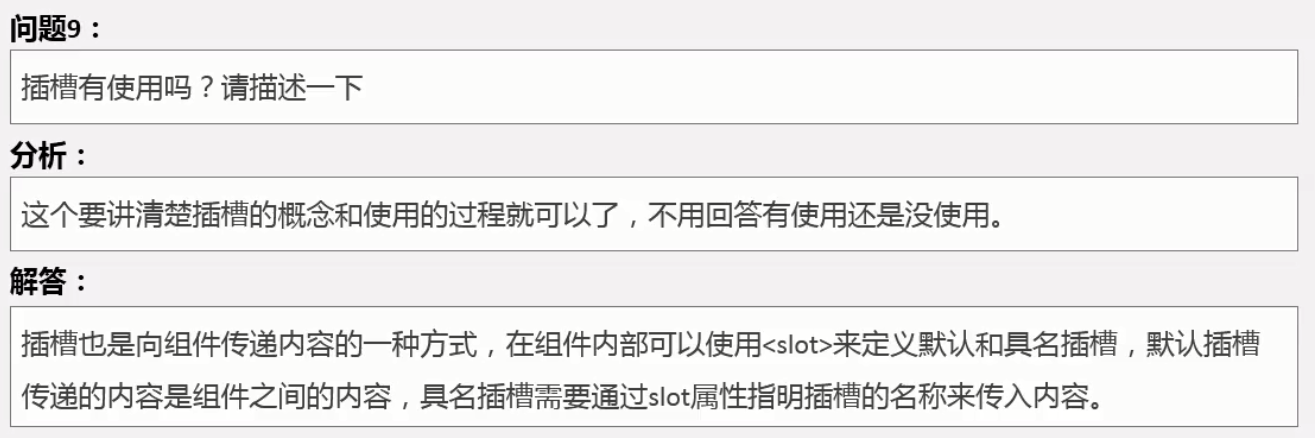 问题9：
插槽有使用吗？请描述一下
分析：
这个要讲清楚插槽的概念和使用的过程就可以了，不用回答有使用还是没使用。
解答：
插槽也是向组件传递内容的一种方式，在组件内部可以使用<slot>来定义默认和具名插槽，默认插槽
传递的内容是组件之间的内容，具名插槽需要通过slot属性指明插槽的名称来传入内容。